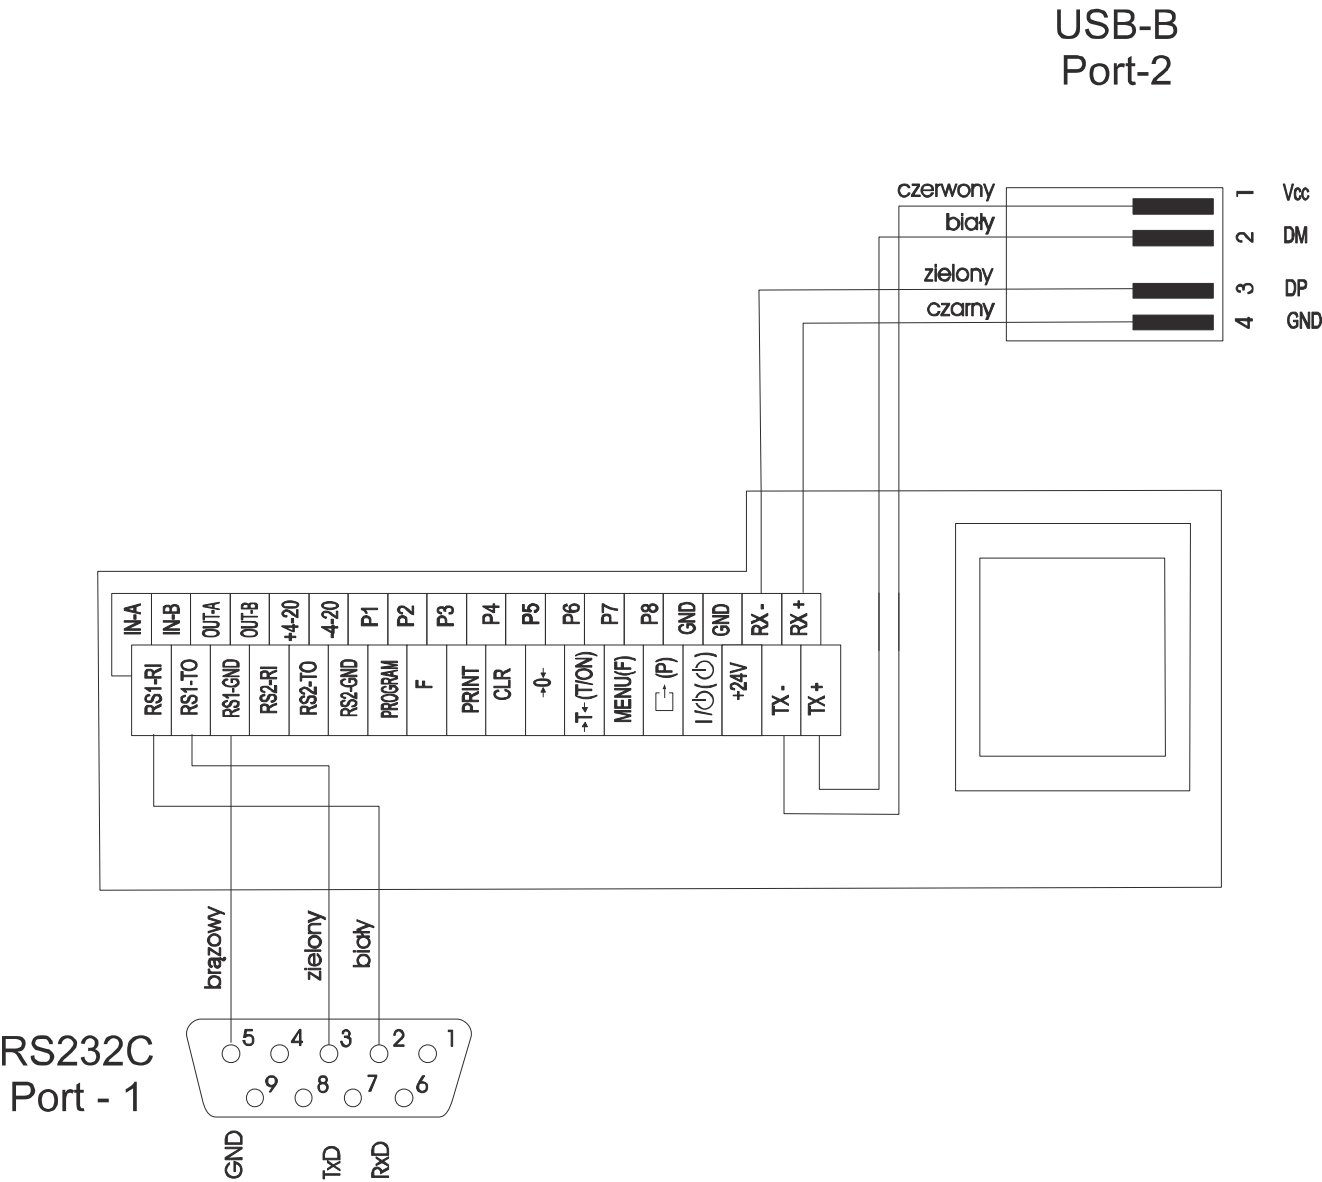 USB-B
Port-2
czerwony
1 Vcc
biały
2 DM
zielony
3 DP
czarny
4 GND
IN-A IN-B OUT-A OUT-B +4-20 -4-20 P1 P2 P3 P4 P5 P6 P7 P8 GND GND RX - RX +
RS1-RI RS1-TO RS1-GND RS2-RI RS2-TO RS2-GND PROGRAM F PRINT CLR →0← →T←(T/ON) MENU(F) (P) I/⏻(⏻) +24V TX - TX +
brązowy
zielony
biały
RS232C
Port - 1
5 4 3 2 1
9 8 7 6
GND
TxD
RxD